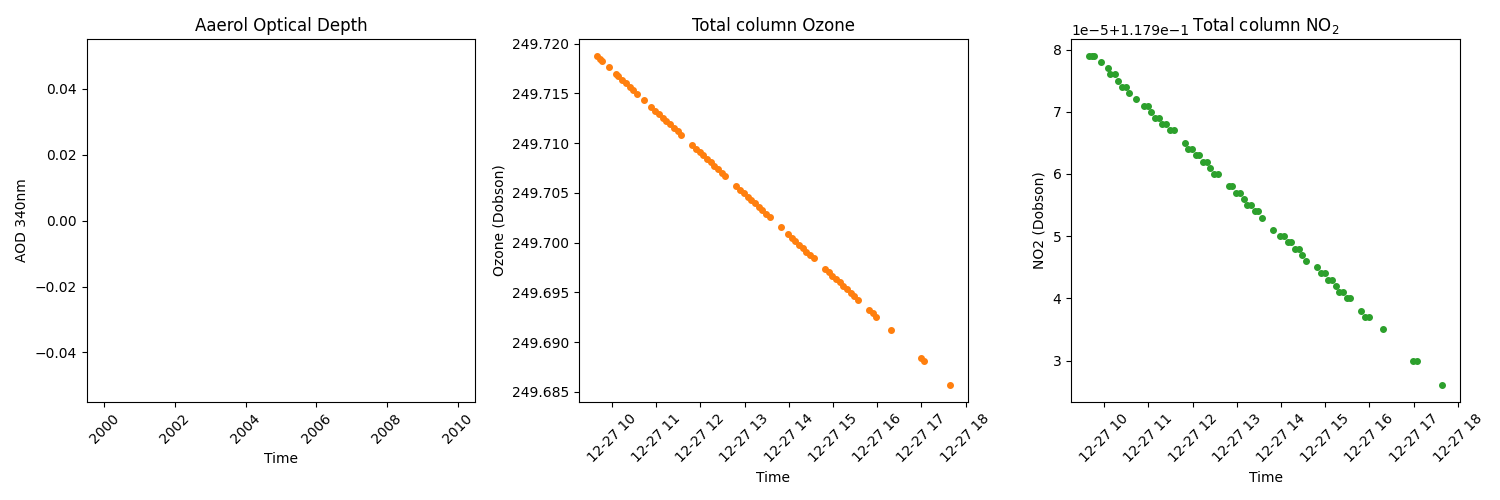 Aaerol Optical Depth
AOD 340nm
0.04
0.02
0.00
−0.02
−0.04
2000 2002 2004 2006 2008 2010
Time
Total column Ozone
Ozone (Dobson)
249.720
249.715
249.710
249.705
249.700
249.695
249.690
249.685
12-27 10 12-27 11 12-27 12 12-27 13 12-27 14 12-27 15 12-27 16 12-27 17 12-27 18
Time
1e−5+1.179e−1 Total column NO₂
NO2 (Dobson)
8
7
6
5
4
3
12-27 10 12-27 11 12-27 12 12-27 13 12-27 14 12-27 15 12-27 16 12-27 17 12-27 18
Time